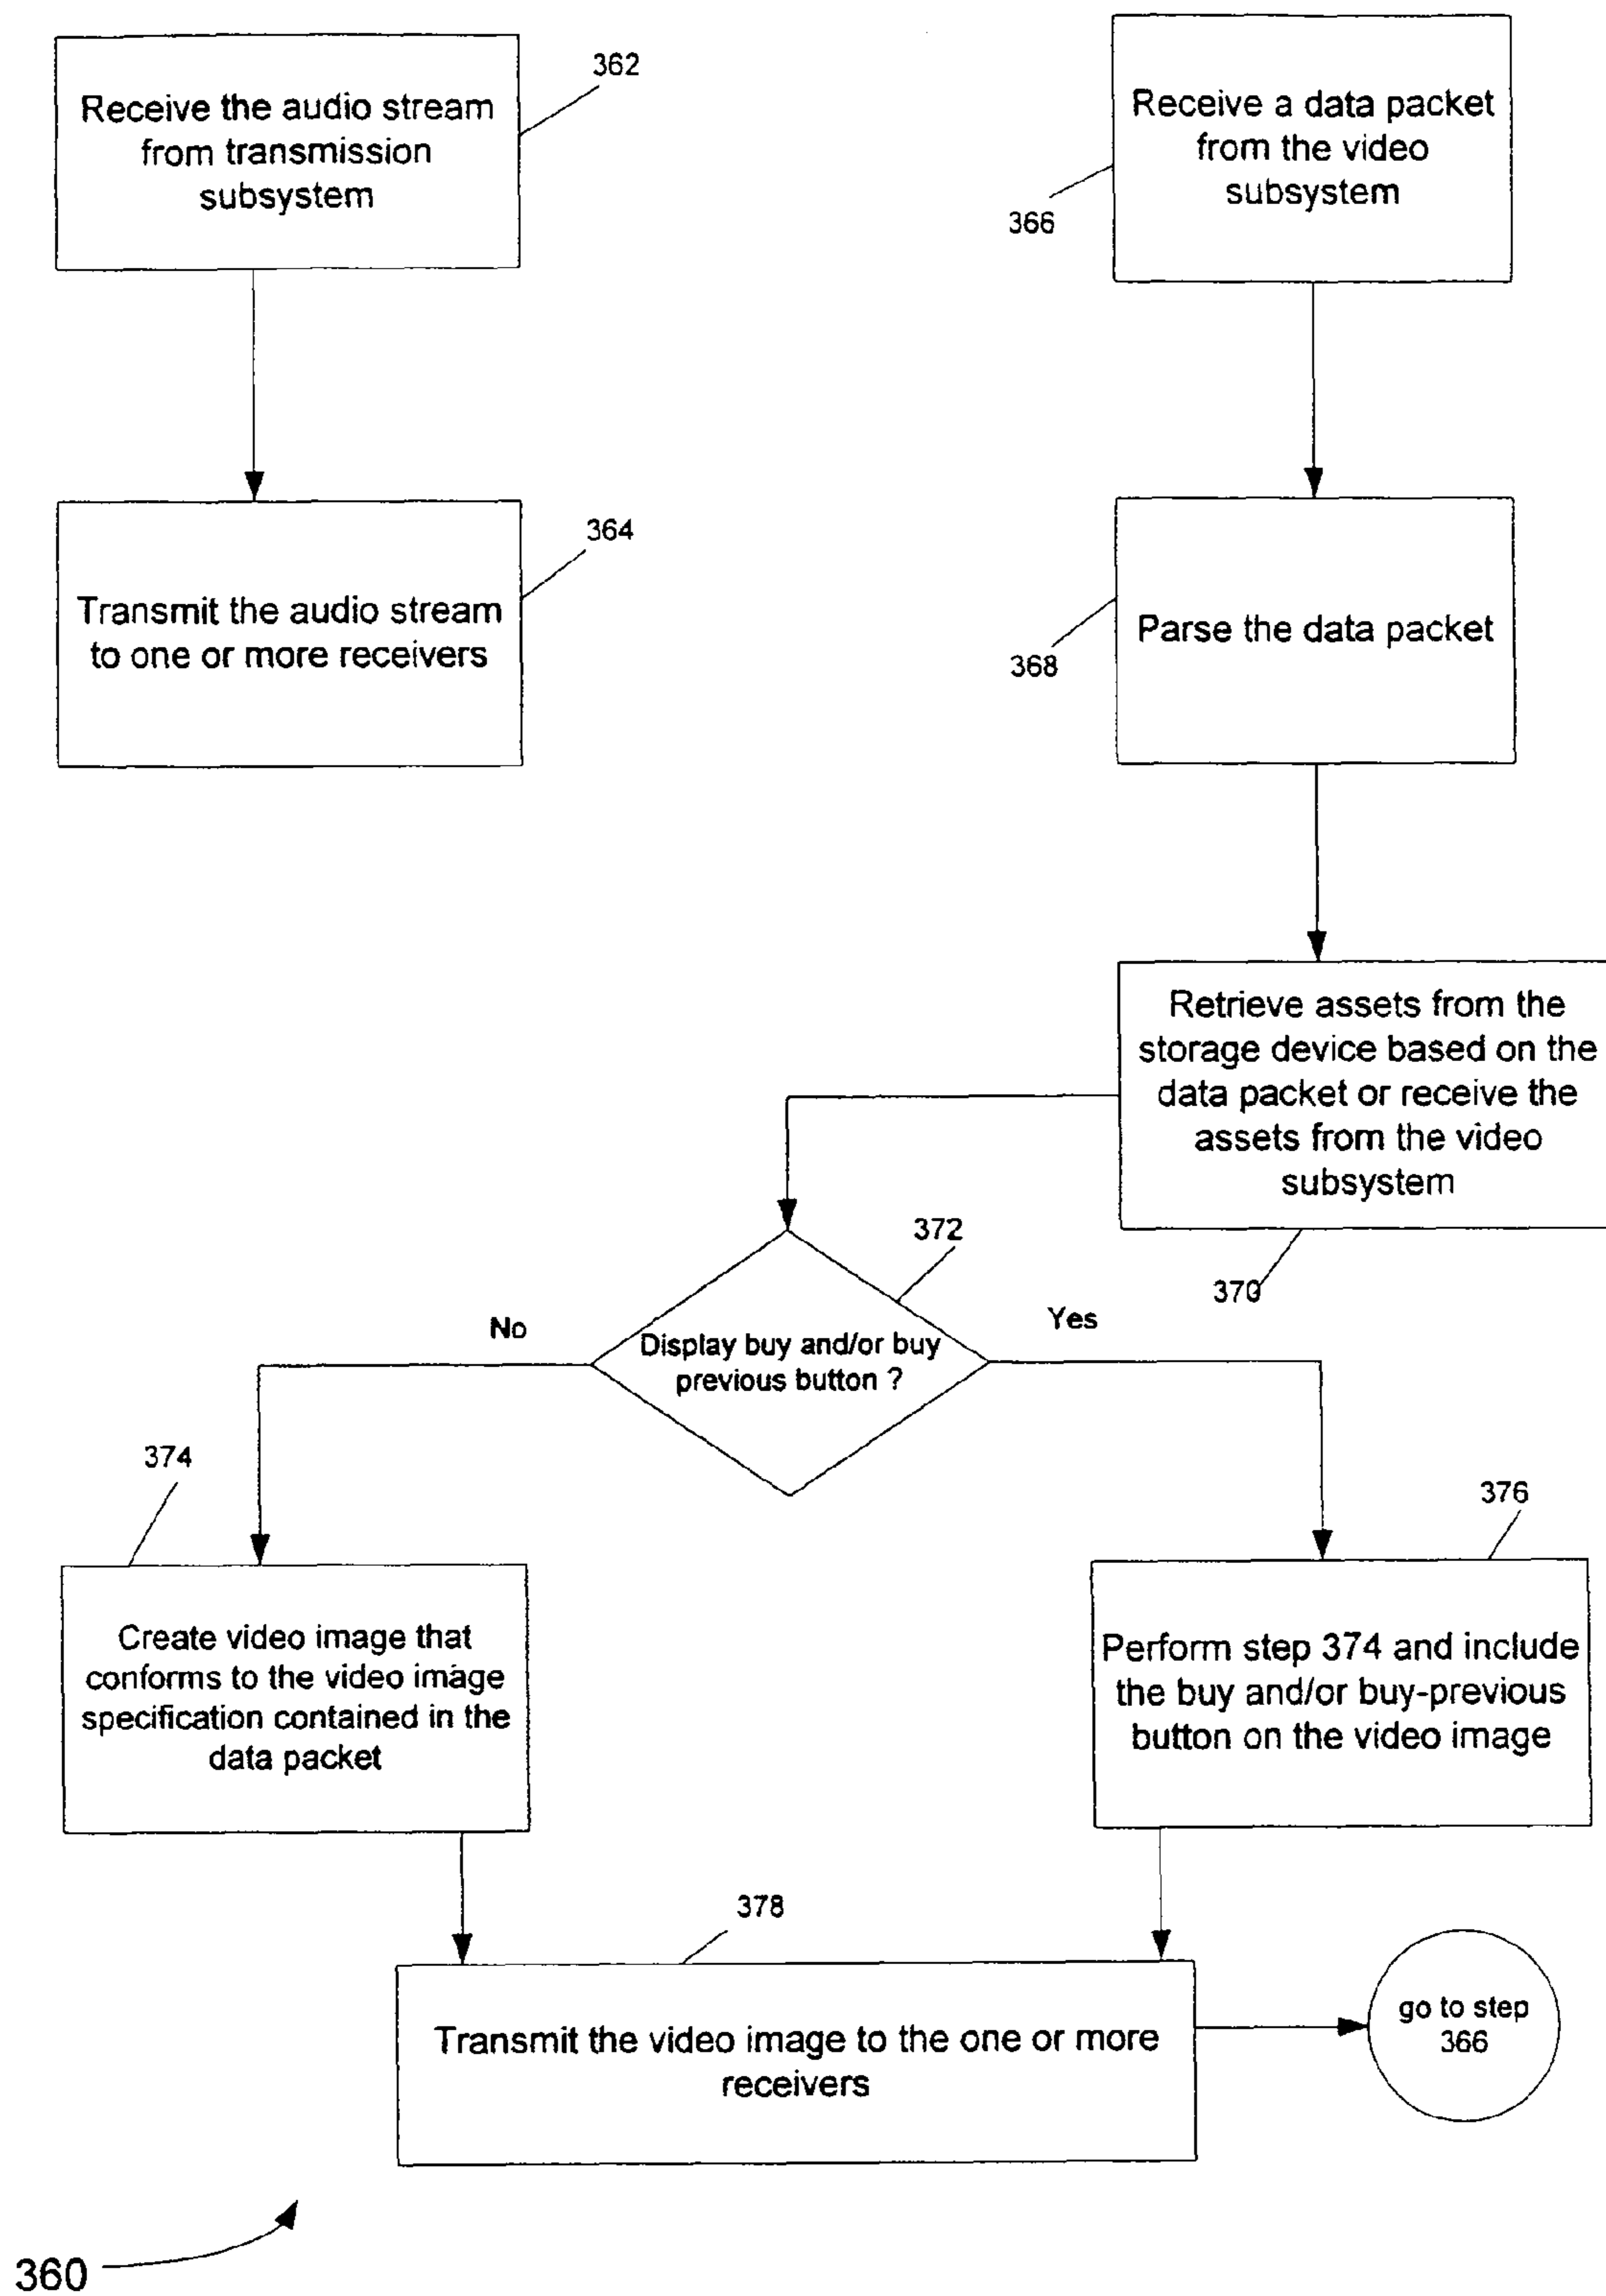 362
Receive the audio stream
from transmission
subsystem
Receive a data packet
from the video
subsystem
366
364
Transmit the audio stream
to one or more receivers
Parse the data packet
368
Retrieve assets from the
storage device based on the
data packet or receive the
assets from the video
subsystem
370
372
No
Yes
Display buy and/or buy
previous button ?
374
376
Create video image that
conforms to the video image
specification contained in the
data packet
Perform step 374 and include
the buy and/or buy-previous
button on the video image
378
Transmit the video image to the one or more
receivers
go to step
366
360